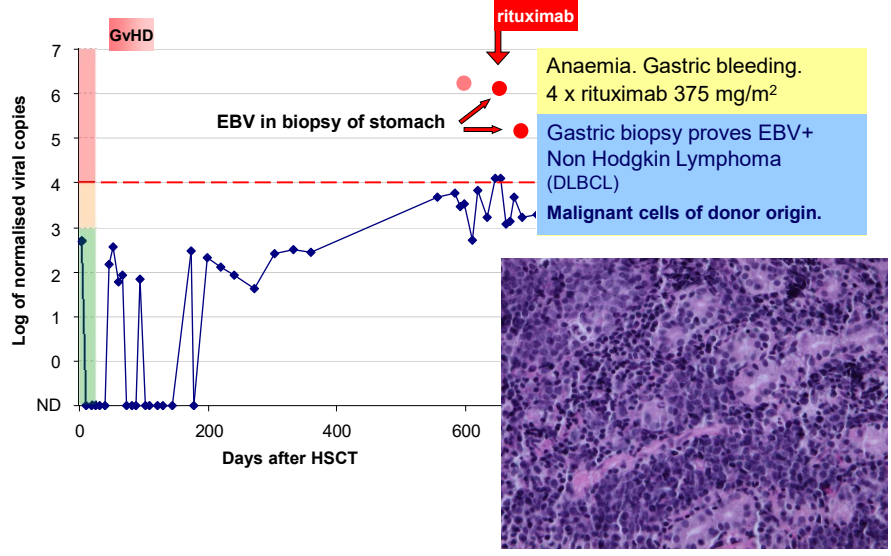 rituximab
GvHD
7
6
5
4
3
2
1
0
ND
Log of normalised viral copies
EBV in biopsy of stomach
Anaemia. Gastric bleeding.
4 x rituximab 375 mg/m²
Gastric biopsy proves EBV+
Non Hodgkin Lymphoma
(DLBCL)
Malignant cells of donor origin.
0
200
400
600
Days after HSCT